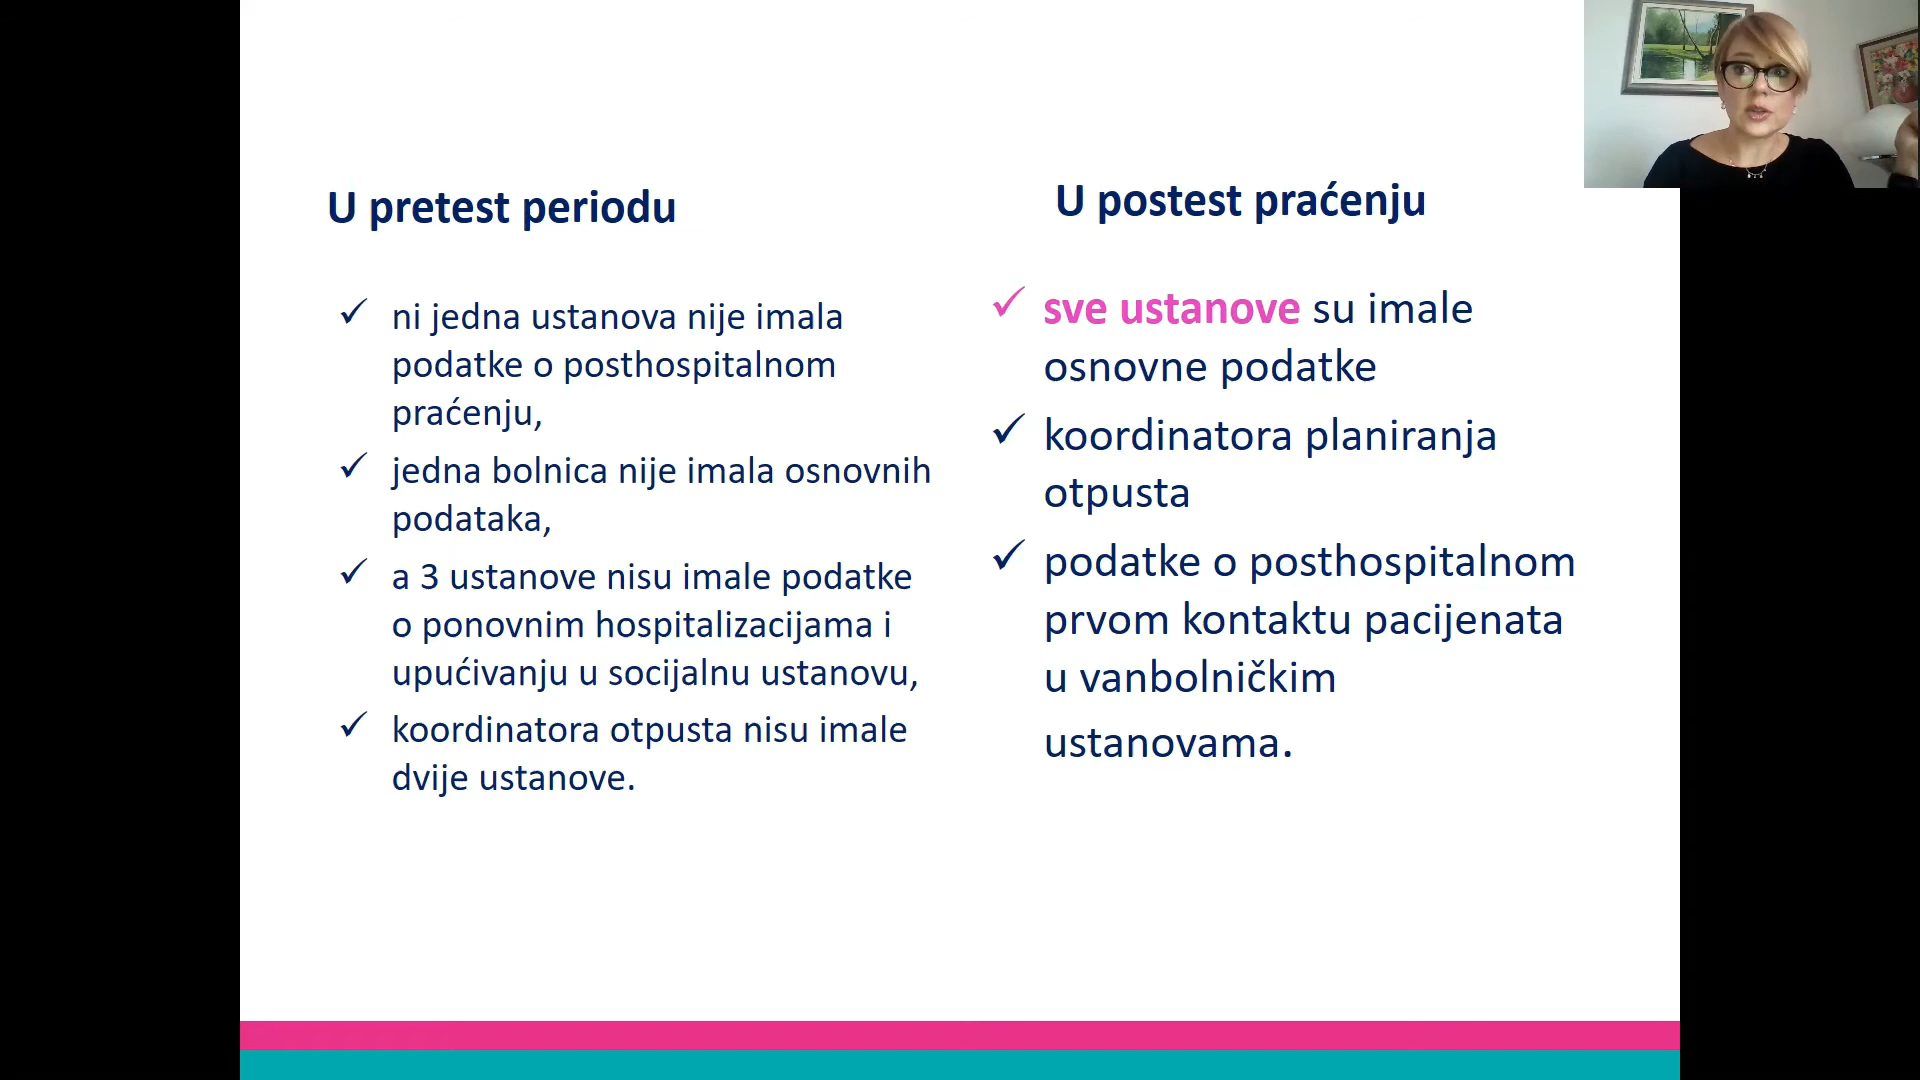 U pretest periodu
ni jedna ustanova nije imala
podatke o posthospitalnom
praćenju,
jedna bolnica nije imala osnovnih
podataka,
a 3 ustanove nisu imale podatke
o ponovnim hospitalizacijama i
upućivanju u socijalnu ustanovu,
koordinatora otpusta nisu imale
dvije ustanove.
U postest praćenju
sve ustanove su imale
osnovne podatke
koordinatora planiranja
otpusta
podatke o posthospitalnom
prvom kontaktu pacijenata
u vanbolničkim
ustanovama.